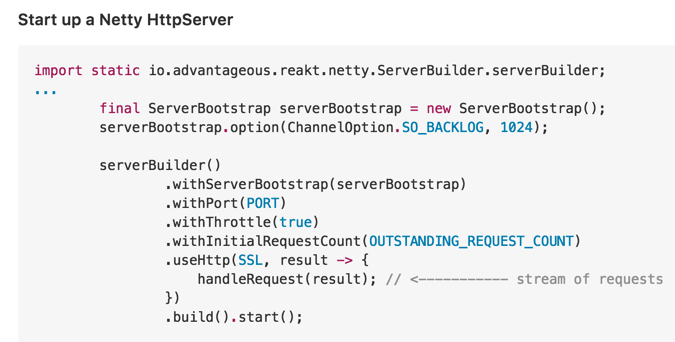 Start up a Netty HttpServer
import static io.advantageous.reakt.netty.ServerBuilder.serverBuilder;
...
        final ServerBootstrap serverBootstrap = new ServerBootstrap();
        serverBootstrap.option(ChannelOption.SO_BACKLOG, 1024);

        serverBuilder()
                .withServerBootstrap(serverBootstrap)
                .withPort(PORT)
                .withThrottle(true)
                .withInitialRequestCount(OUTSTANDING_REQUEST_COUNT)
                .useHttp(SSL, result -> {
                    handleRequest(result); // <----------- stream of requests
                })
                .build().start();